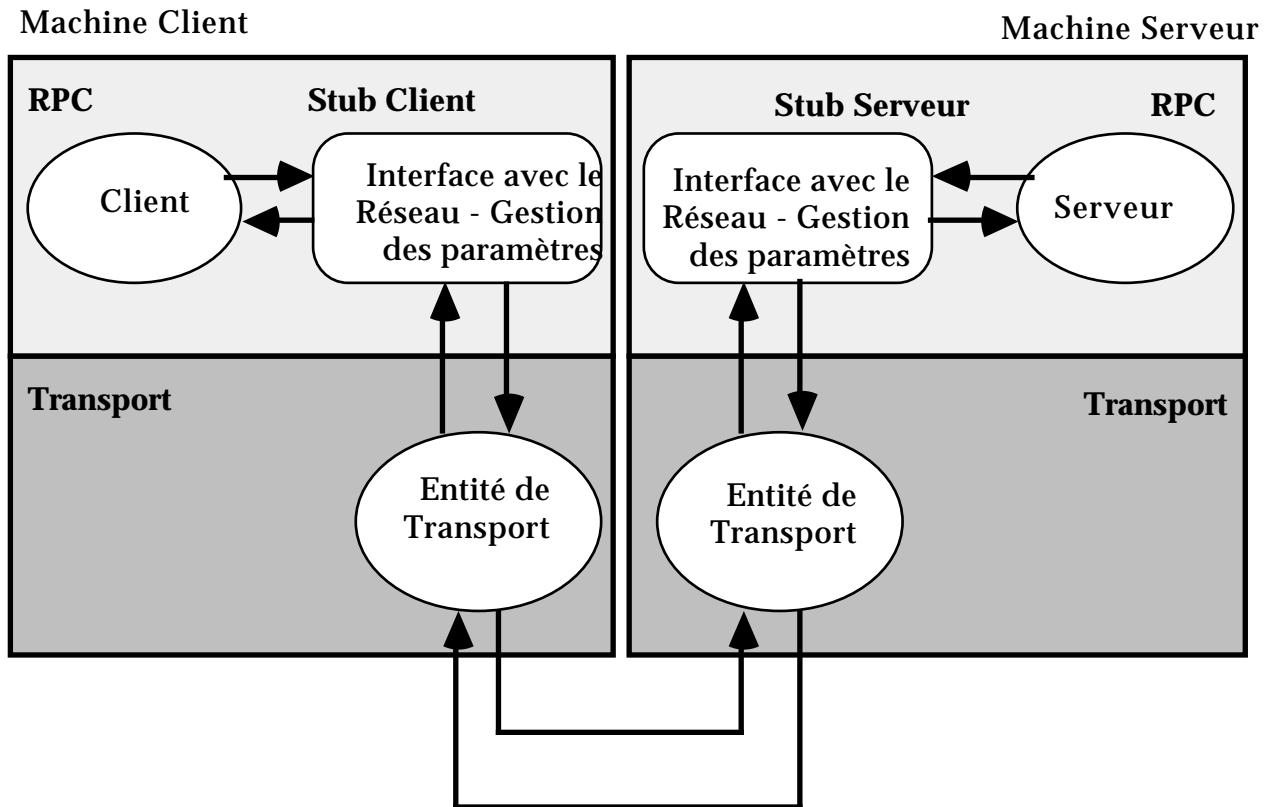 Machine Client
Machine Serveur
RPC
Stub Client
Client
Interface avec le
Réseau - Gestion
des paramètres
Stub Serveur
RPC
Interface avec le
Réseau - Gestion
des paramètres
Serveur
Transport
Entité de
Transport
Transport
Entité de
Transport